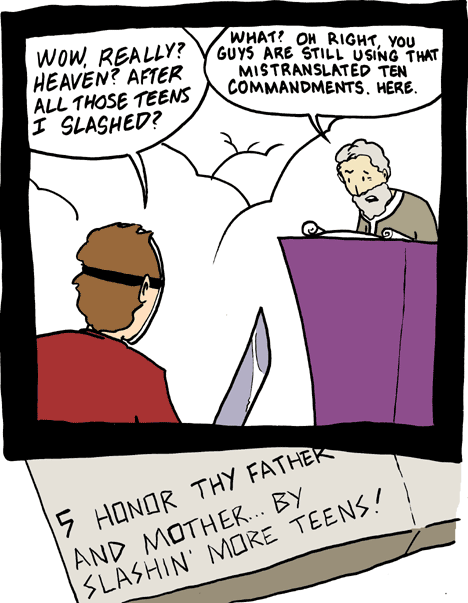 WOW, REALLY?
HEAVEN? AFTER
ALL THOSE TEENS
I SLASHED?
WHAT? OH RIGHT, YOU
GUYS ARE STILL USING THAT
MISTRANSLATED TEN
COMMANDMENTS. HERE.
5 HONOR THY FATHER
AND MOTHER... BY
SLASHIN' MORE TEENS!